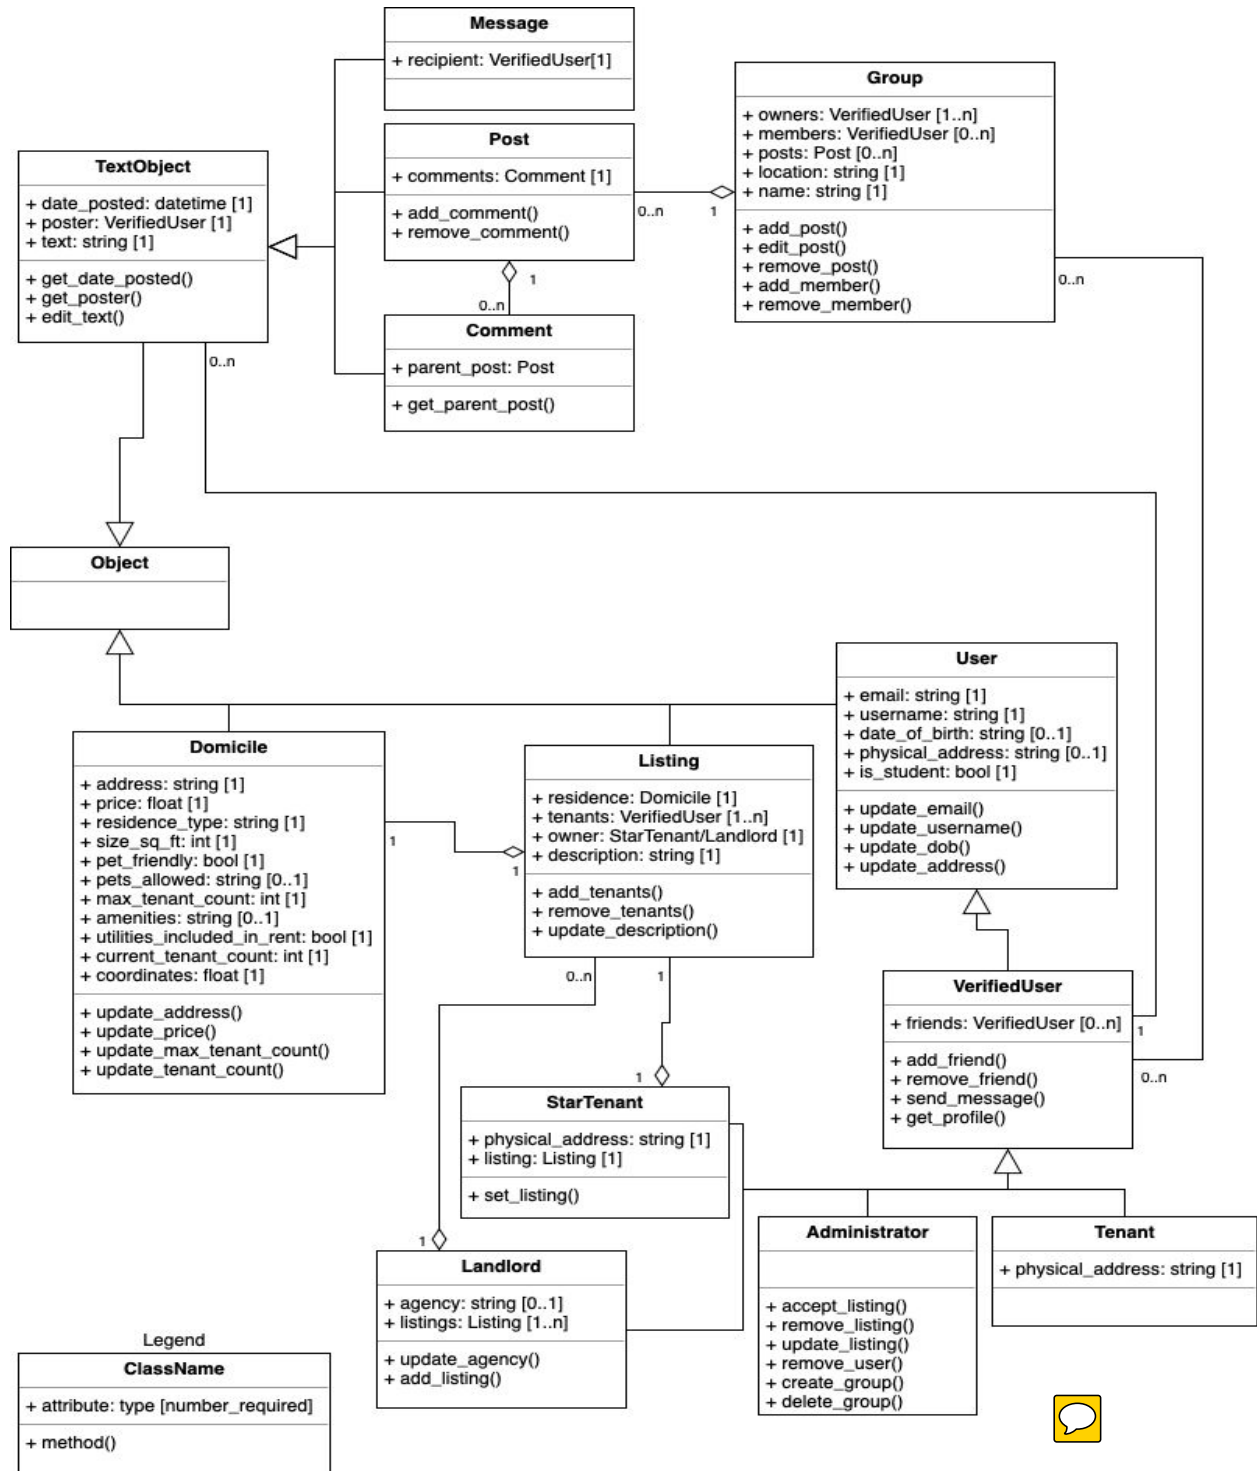 Message
+ recipient: VerifiedUser[1]
Group
+ owners: VerifiedUser [1..n]
+ members: VerifiedUser [0..n]
+ posts: Post [0..n]
+ location: string [1]
+ name: string [1]
+ add_post()
+ edit_post()
+ remove_post()
+ add_member()
+ remove_member()
Post
+ comments: Comment [1]
+ add_comment()
+ remove_comment()
0..n
1
TextObject
+ date_posted: datetime [1]
+ poster: VerifiedUser [1]
+ text: string [1]
+ get_date_posted()
+ get_poster()
+ edit_text()
1
0..n
0..n
Comment
+ parent_post: Post
+ get_parent_post()
0..n
Object
User
+ email: string [1]
+ username: string [1]
+ date_of_birth: string [0..1]
+ physical_address: string [0..1]
+ is_student: bool [1]
+ update_email()
+ update_username()
+ update_dob()
+ update_address()
Domicile
+ address: string [1]
+ price: float [1]
+ residence_type: string [1]
+ size_sq_ft: int [1]
+ pet_friendly: bool [1]
+ pets_allowed: string [0..1]
+ max_tenant_count: int [1]
+ amenities: string [0..1]
+ utilities_included_in_rent: bool [1]
+ current_tenant_count: int [1]
+ coordinates: float [1]
+ update_address()
+ update_price()
+ update_max_tenant_count()
+ update_tenant_count()
Listing
+ residence: Domicile [1]
+ tenants: VerifiedUser [1..n]
+ owner: StarTenant/Landlord [1]
+ description: string [1]
+ add_tenants()
+ remove_tenants()
+ update_description()
1
1
0..n
1
VerifiedUser
+ friends: VerifiedUser [0..n]
+ add_friend()
+ remove_friend()
+ send_message()
+ get_profile()
1
0..n
1
StarTenant
+ physical_address: string [1]
+ listing: Listing [1]
+ set_listing()
1
Landlord
+ agency: string [0..1]
+ listings: Listing [1..n]
+ update_agency()
+ add_listing()
Administrator
+ accept_listing()
+ remove_listing()
+ update_listing()
+ remove_user()
+ create_group()
+ delete_group()
Tenant
+ physical_address: string [1]
Legend
ClassName
+ attribute: type [number_required]
+ method()